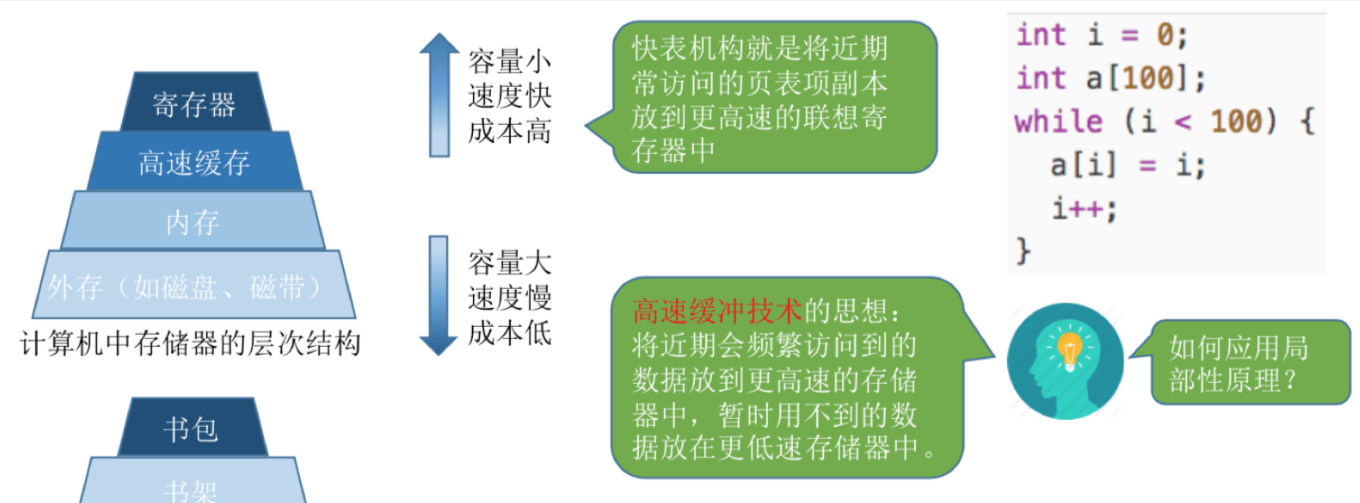 寄存器
高速缓存
内存
外存（如磁盘、磁带）
计算机中存储器的层次结构
容量小
速度快
成本高
容量大
速度慢
成本低
快表机构就是将近期
常访问的页表项副本
放到更高速的联想寄
存器中
int i = 0;
int a[100];
while (i < 100) {
a[i] = i;
i++;
}
高速缓冲技术的思想：
将近期会频繁访问到的
数据放到更高速的存储
器中，暂时用不到的数
据放在更低速存储器中。
如何应用局
部性原理？
书包
书架